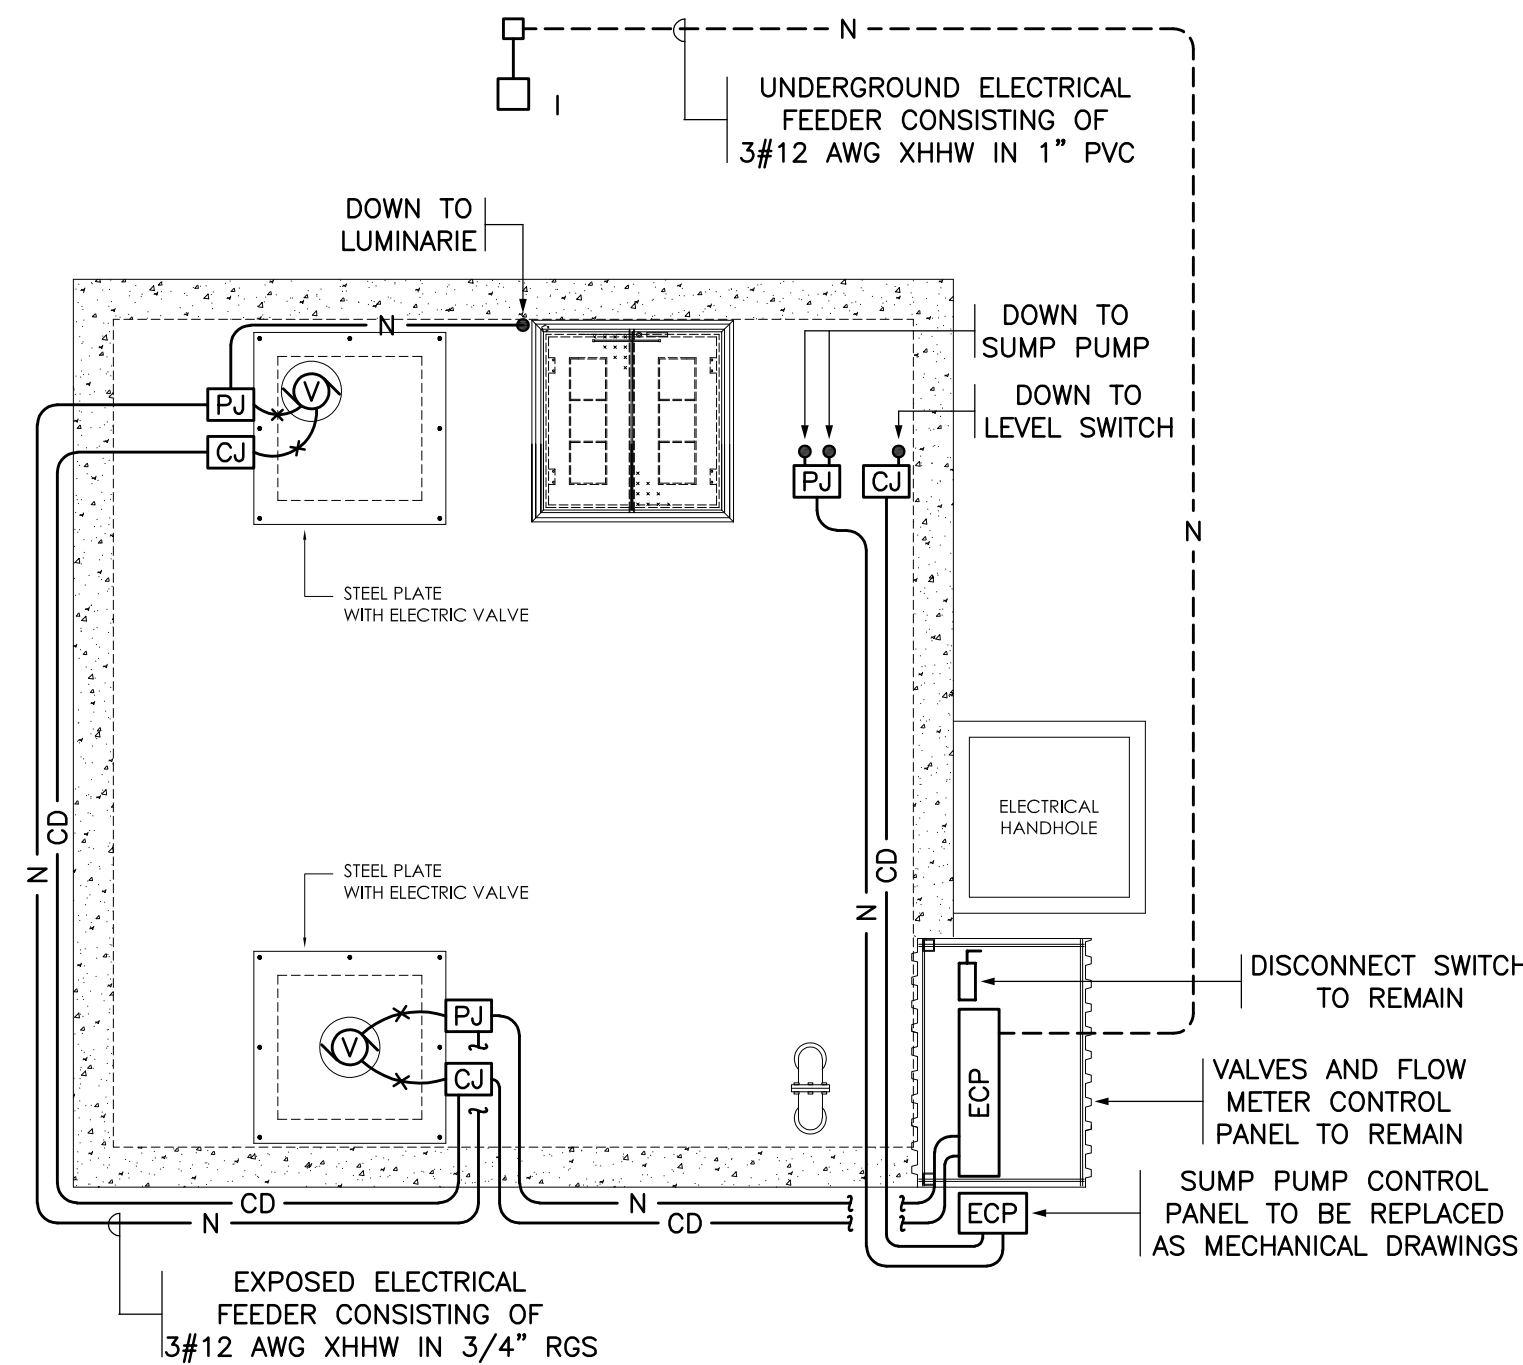 N
UNDERGROUND ELECTRICAL
FEEDER CONSISTING OF
3#12 AWG XHHW IN 1” PVC
I
DOWN TO
LUMINARIE
N
DOWN TO
SUMP PUMP
DOWN TO
LEVEL SWITCH
PJ
V
CJ
PJ
CJ
N
STEEL PLATE
WITH ELECTRIC VALVE
ELECTRICAL
HANDHOLE
CD
N
CD
N
STEEL PLATE
WITH ELECTRIC VALVE
DISCONNECT SWITCH
TO REMAIN
PJ
V
CJ
ECP
VALVES AND FLOW
METER CONTROL
PANEL TO REMAIN
CD
N
N
CD
ECP
SUMP PUMP CONTROL
PANEL TO BE REPLACED
AS MECHANICAL DRAWINGS
EXPOSED ELECTRICAL
FEEDER CONSISTING OF
3#12 AWG XHHW IN 3/4” RGS